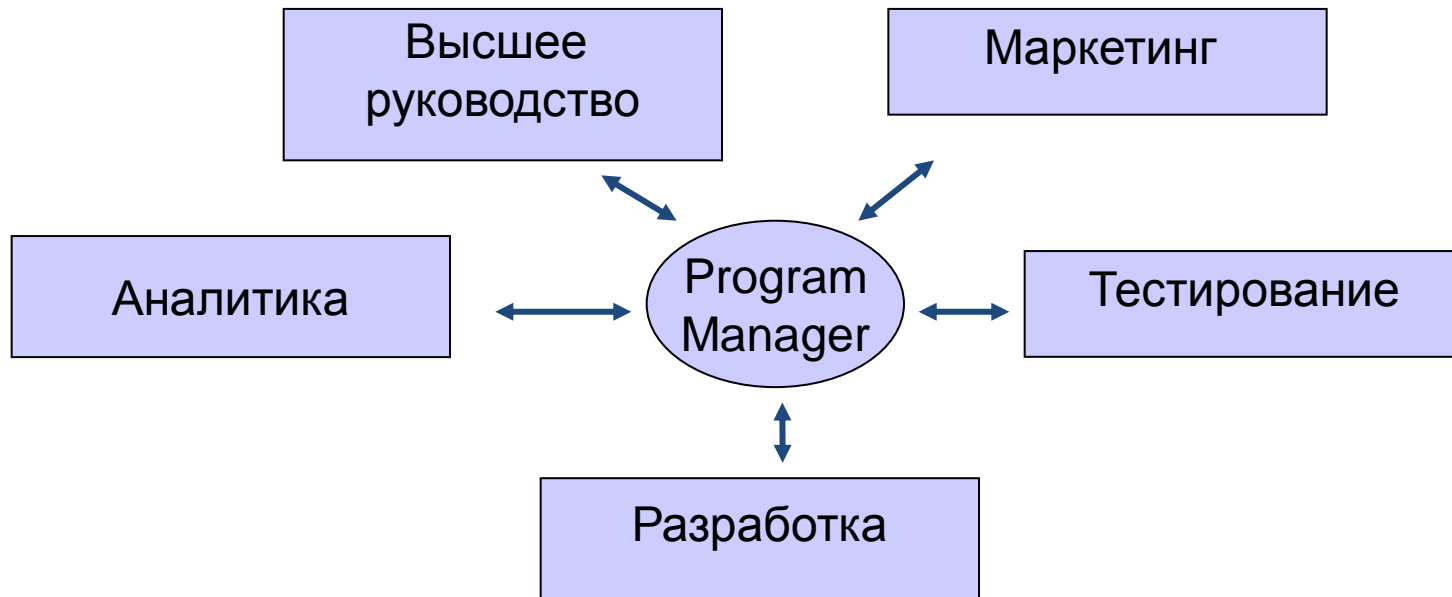 Высшее
руководство
Маркетинг
Аналитика
Program
Manager
Тестирование
Разработка